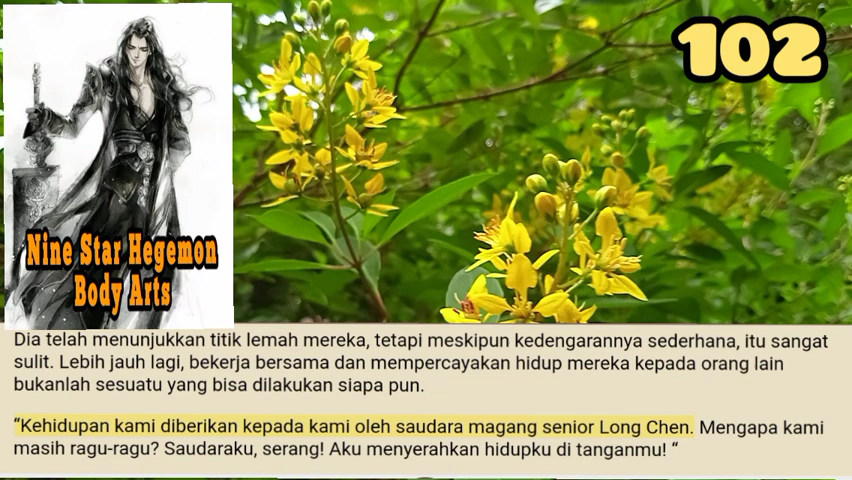 102
Nine Star Hegemon
Body Arts
Dia telah menunjukkan titik lemah mereka, tetapi meskipun kedengarannya sederhana, itu sangat
sulit. Lebih jauh lagi, bekerja bersama dan mempercayakan hidup mereka kepada orang lain
bukanlah sesuatu yang bisa dilakukan siapa pun.
“Kehidupan kami diberikan kepada kami oleh saudara magang senior Long Chen. Mengapa kami
masih ragu-ragu? Saudaraku, serang! Aku menyerahkan hidupku di tanganmu! “